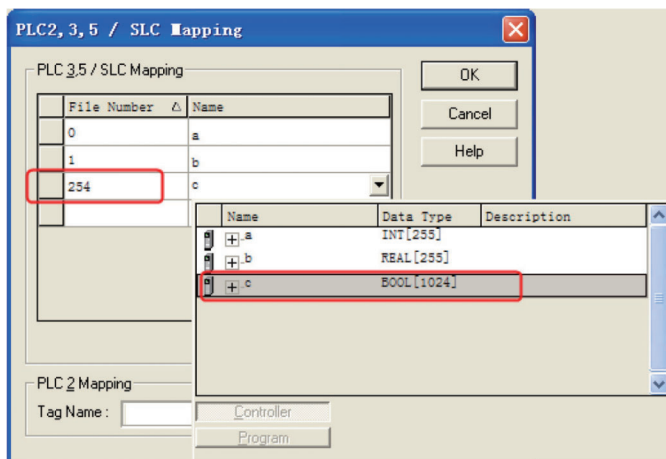 PLC2,3,5 / SLC Mapping
PLC 3,5 / SLC Mapping
OK
File Number Name
Cancel
0 a
1 b
Help
254 c
Name Data Type Description
a INT[255]
b REAL[255]
c BOOL[1024]
PLC 2 Mapping
Tag Name :
Controller
Program